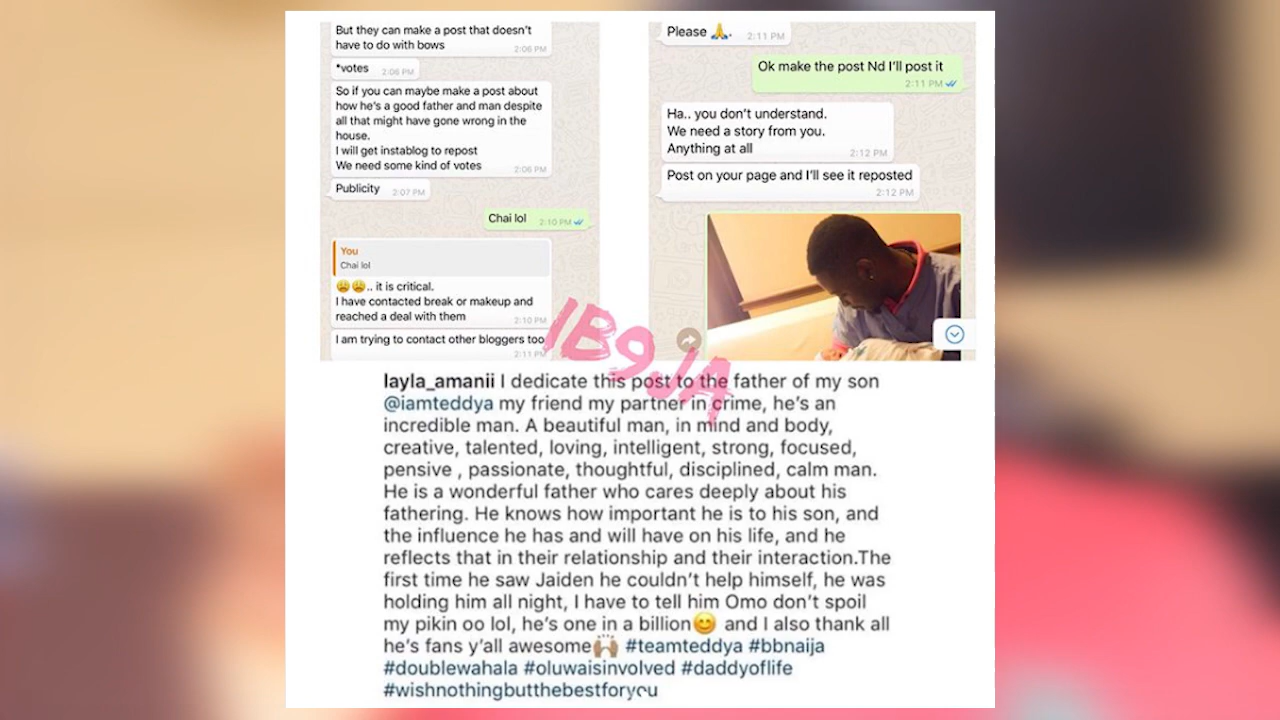 But they can make a post that doesn't
have to do with bows
2:06 PM
*votes 2:06 PM
So if you can maybe make a post about
how he's a good father and man despite
all that might have gone wrong in the
house.
I will get instablog to repost
We need some kind of votes 2:06 PM
Publicity 2:07 PM
Chai lol 2:10 PM
You
Chai lol
😩😩.. it is critical.
I have contacted break or makeup and
reached a deal with them 2:10 PM
I am trying to contact other bloggers too
2:11 PM
Please 🙏. 2:11 PM
Ok make the post Nd I'll post it
2:11 PM
Ha.. you don't understand.
We need a story from you.
Anything at all 2:12 PM
Post on your page and I'll see it reposted
2:12 PM
IB9JA
layla_amanii I dedicate this post to the father of my son
@iamteddya my friend my partner in crime, he's an
incredible man. A beautiful man, in mind and body,
creative, talented, loving, intelligent, strong, focused,
pensive , passionate, thoughtful, disciplined, calm man.
He is a wonderful father who cares deeply about his
fathering. He knows how important he is to his son, and
the influence he has and will have on his life, and he
reflects that in their relationship and their interaction.The
first time he saw Jaiden he couldn't help himself, he was
holding him all night, I have to tell him Omo don't spoil
my pikin oo lol, he's one in a billion😊 and I also thank all
he's fans y'all awesome🙌🏽 #teamteddya #bbnaija
#doublewahala #oluwaisinvolved #daddyoflife
#wishnothingbutthebestforyou